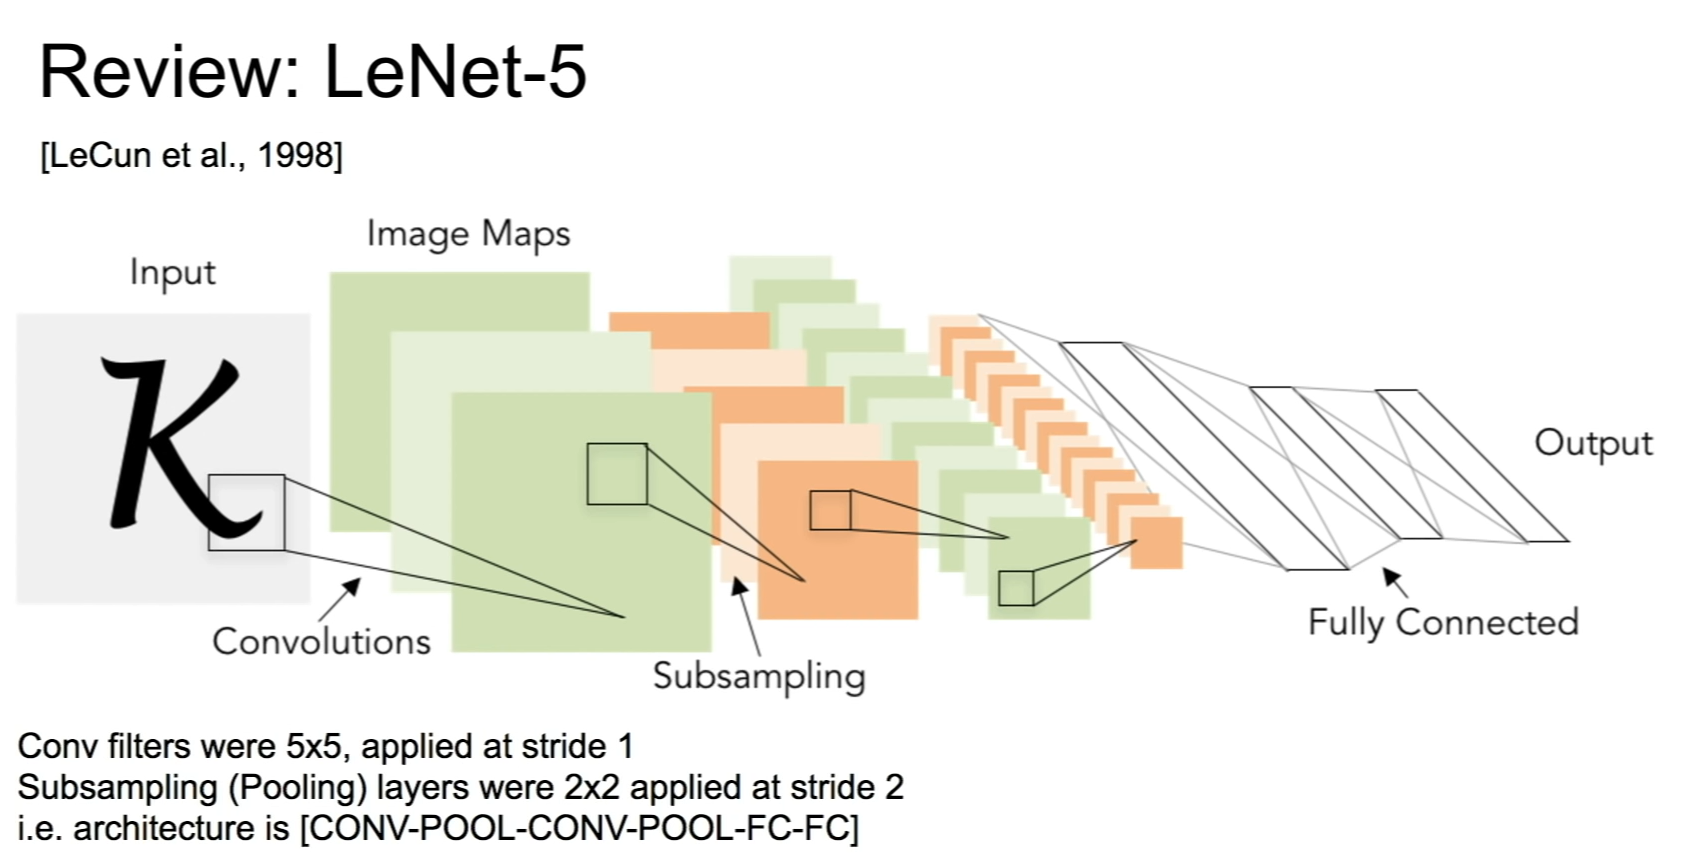 Review: LeNet-5
[LeCun et al., 1998]
Image Maps
Input
K
Output
Fully Connected
Convolutions
Subsampling
Conv filters were 5x5, applied at stride 1
Subsampling (Pooling) layers were 2x2 applied at stride 2
i.e. architecture is [CONV-POOL-CONV-POOL-FC-FC]